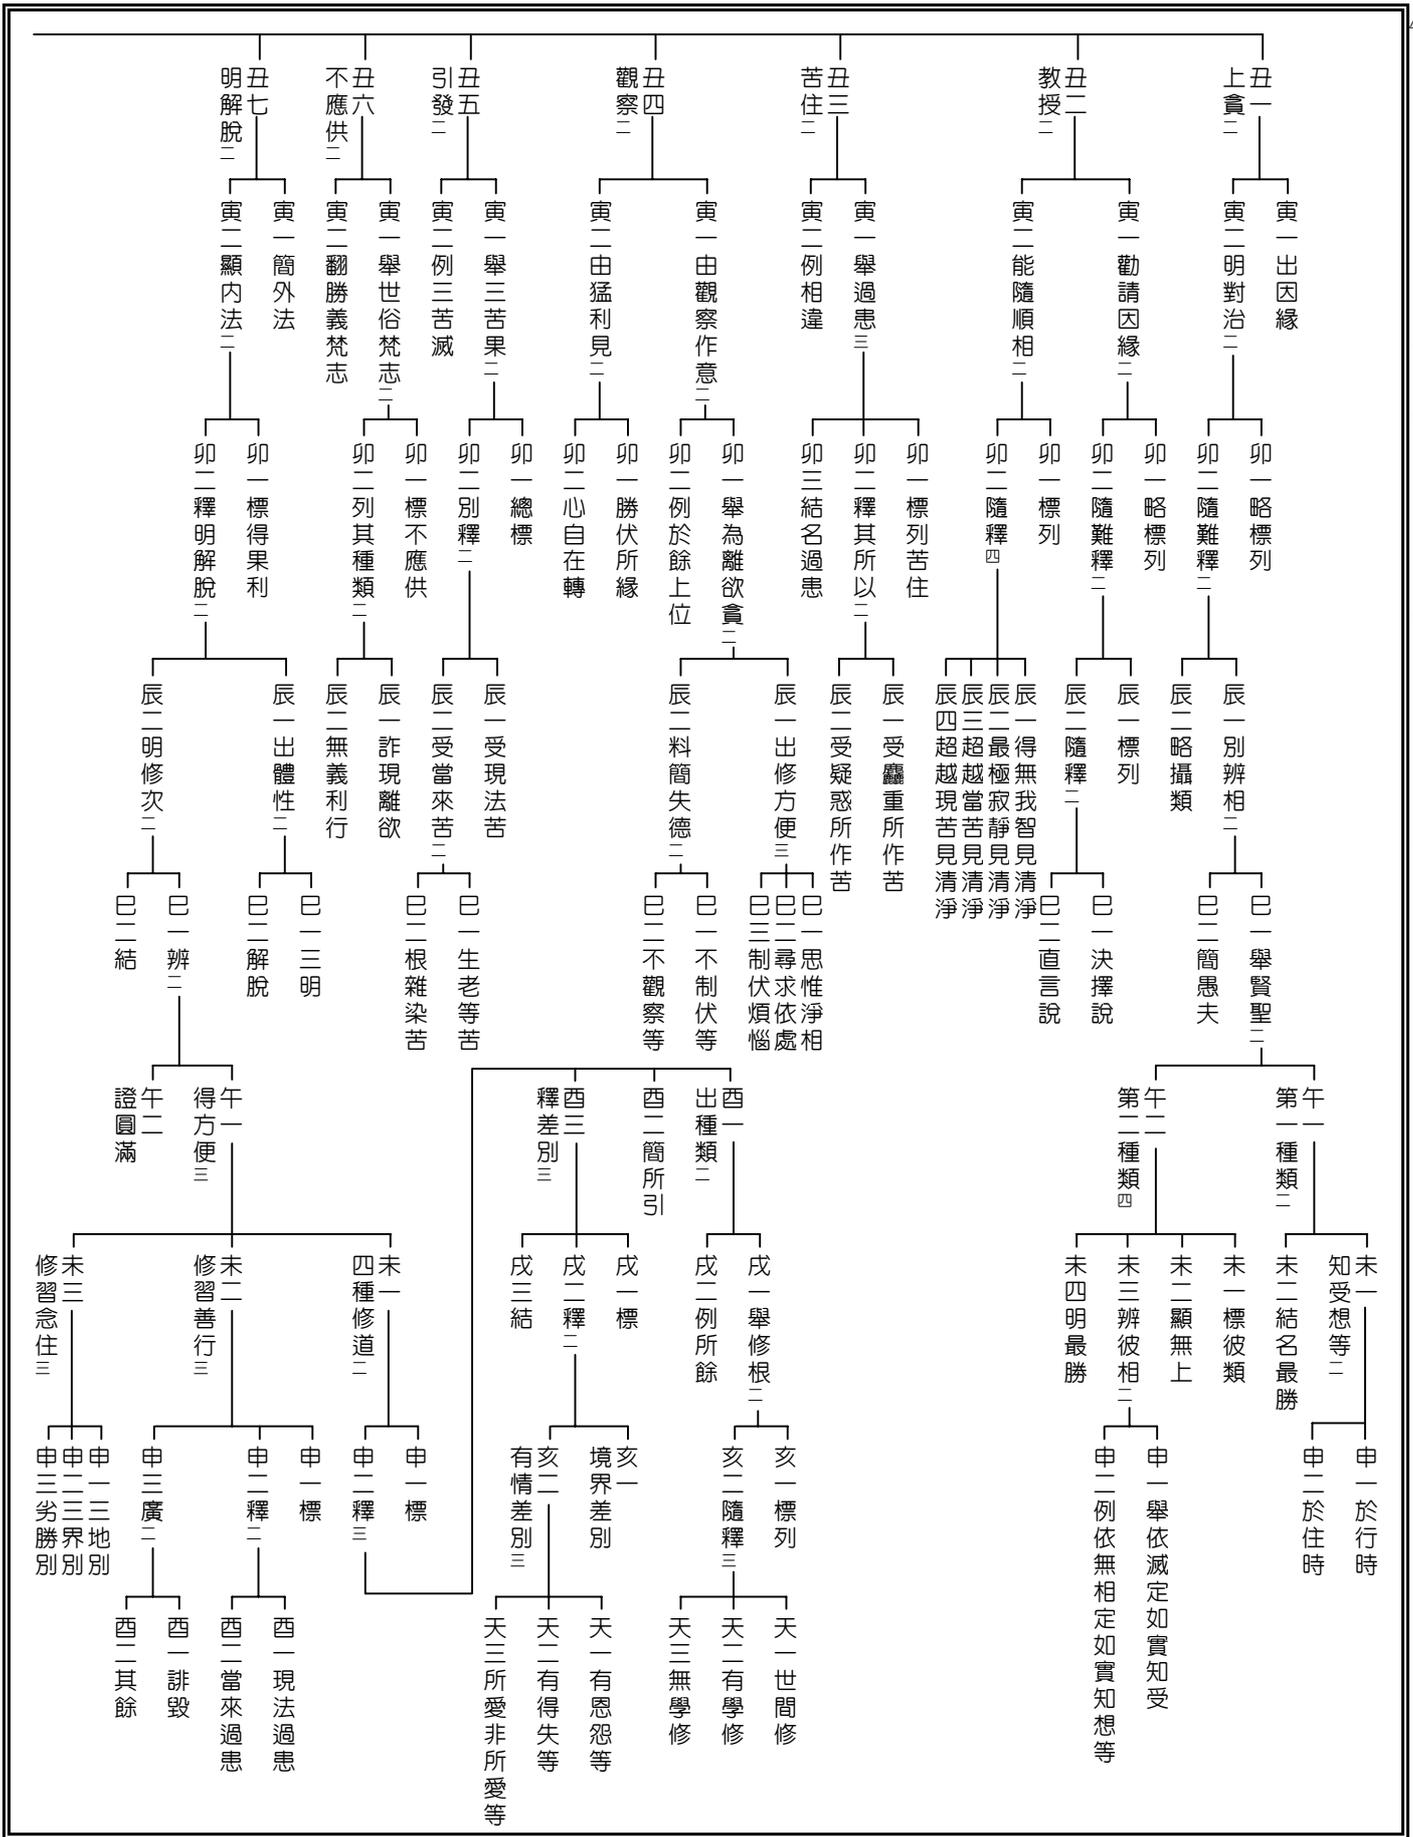 丑一
上貪二
寅一出因緣
寅二明對治二
卯一略標列
卯二隨難釋二
辰一別辨相二
巳一舉賢聖二
午一
第一種類二
未一
知受想等二
申一於行時
申二於住時
未二結名最勝
午二
第二種類四
未一標彼類
未二顯無上
未三辨彼相二
申一舉依滅定如實知受
申二例依無相定如實知想等
未四明最勝
巳二簡愚夫
辰二略攝類
丑二
教授二
寅一勸請因緣二
卯一略標列
卯二隨難釋二
辰一標列
辰二隨釋二
巳一決擇說
巳二直言說
寅二能隨順相二
卯一標列
卯二隨釋四
辰一得無我智見清淨
辰二最極寂靜見清淨
辰三超越當苦見清淨
辰四超越現苦見清淨
丑三
苦住二
寅一舉過患三
卯一標列苦住
卯二釋其所以二
辰一受麤重所作苦
辰二受疑惑所作苦
卯三結名過患
寅二例相違
丑四
觀察二
寅一由觀察作意二
卯一舉為離欲貪二
辰一出修方便三
巳一思惟淨相
巳二尋求依處
巳三制伏煩惱
辰二料簡失德二
巳一不制伏等
巳二不觀察等
卯二例於餘上位
寅二由猛利見二
卯一勝伏所緣
卯二心自在轉
丑五
引發二
寅一舉三苦果二
卯一總標
卯二別釋二
辰一受現法苦
辰二受當來苦二
巳一生老等苦
巳二根雜染苦
寅二例三苦滅
丑六
不應供二
寅一舉世俗梵志二
卯一標不應供
卯二列其種類二
辰一詐現離欲
辰二無義利行
寅二翻勝義梵志
丑七
明解脫二
寅一簡外法
寅二顯內法二
卯一標得果利
卯二釋明解脫二
辰一出體性二
巳一三明
巳二解脫
辰二明修次二
巳一辨二
午一
得方便三
未一
四種修道二
申一標
申二釋三
酉一
出種類二
戌一舉修根二
亥一標列
亥二隨釋三
天一世間修
天二有學修
天三無學修
戌二例所餘
酉二簡所引
酉三
釋差別三
戌一標
戌二釋二
亥一
境界差別
亥二
有情差別三
天一有恩怨等
天二有得失等
天三所愛非所愛等
戌三結
未二
修習善行三
申一標
申二釋二
酉一現法過患
酉二當來過患
申三廣二
酉一誹毀
酉二其餘
未三
修習念住三
申一三地別
申二三界別
申三劣勝別
午二
證圓滿
巳二結